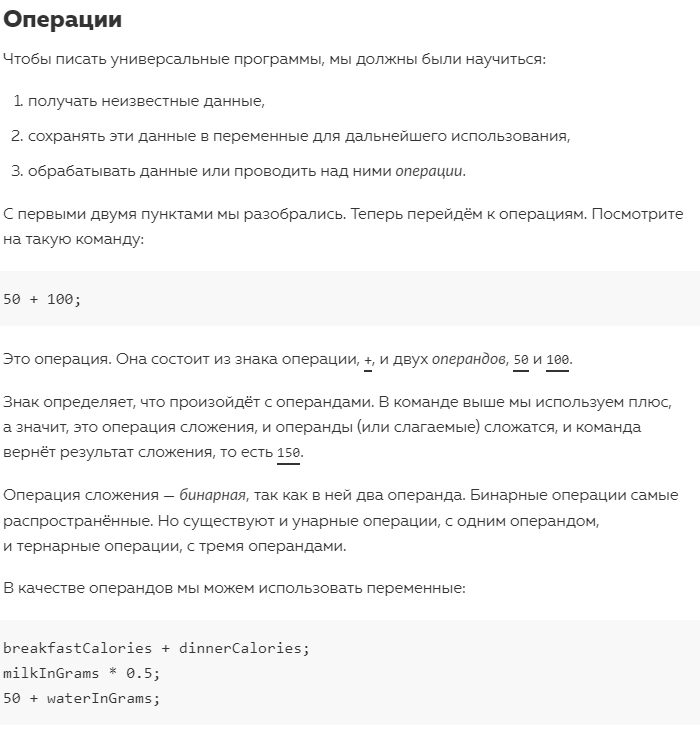 Операции
Чтобы писать универсальные программы, мы должны были научиться:
1. получать неизвестные данные,
2. сохранять эти данные в переменные для дальнейшего использования,
3. обрабатывать данные или проводить над ними операции.
С первыми двумя пунктами мы разобрались. Теперь перейдём к операциям. Посмотрите
на такую команду:
50 + 100;
Это операция. Она состоит из знака операции, +, и двух операндов, 50 и 100.
Знак определяет, что произойдёт с операндами. В команде выше мы используем плюс,
а значит, это операция сложения, и операнды (или слагаемые) сложатся, и команда
вернёт результат сложения, то есть 150.
Операция сложения — бинарная, так как в ней два операнда. Бинарные операции самые
распространённые. Но существуют и унарные операции, с одним операндом,
и тернарные операции, с тремя операндами.
В качестве операндов мы можем использовать переменные:
breakfastCalories + dinnerCalories;
milkInGrams * 0.5;
50 + waterInGrams;